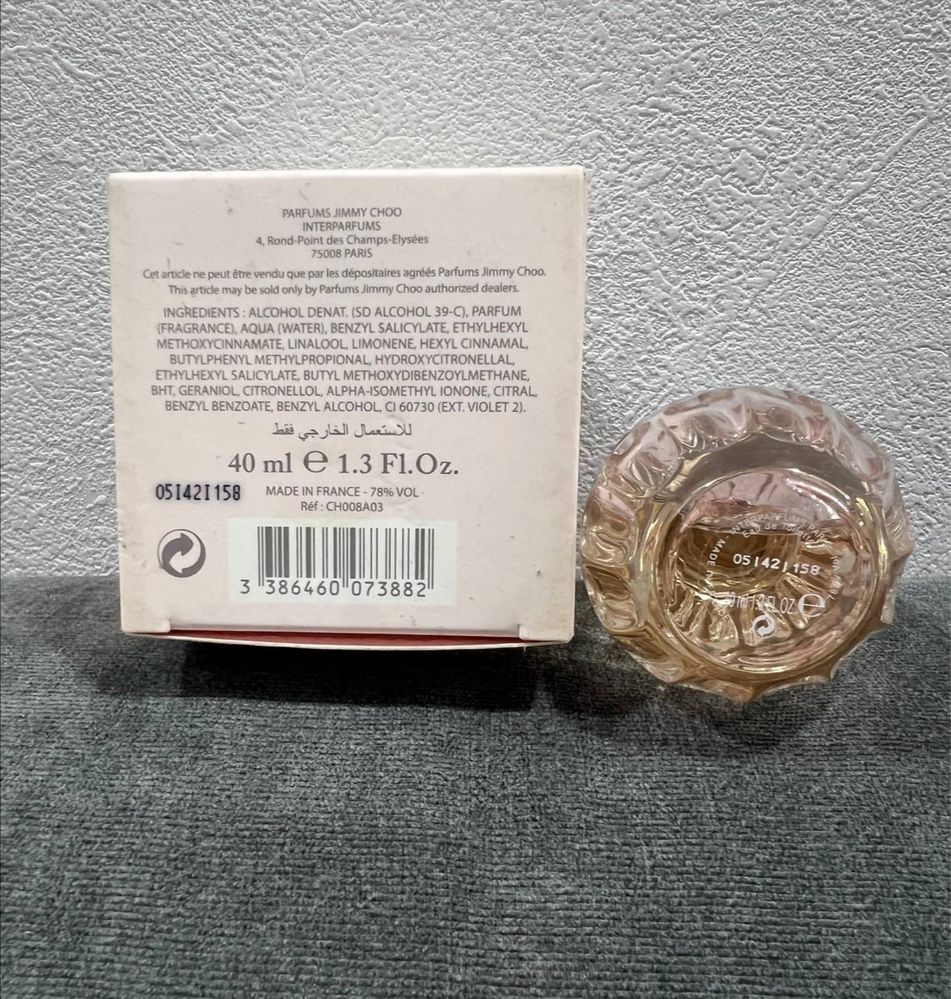 PARFUMS JIMMY CHOO
INTERPARFUMS
4, Rond-Point des Champs-Elysées
75008 PARIS
Cet article ne peut être vendu que par les dépositaires agréés Parfums Jimmy Choo.
This article may be sold only by Parfums Jimmy Choo authorized dealers.
INGREDIENTS : ALCOHOL DENAT. (SD ALCOHOL 39-C), PARFUM
(FRAGRANCE), AQUA (WATER), BENZYL SALICYLATE, ETHYLHEXYL
METHOXYCINNAMATE, LINALOOL, LIMONENE, HEXYL CINNAMAL,
BUTYLPHENYL METHYLPROPIONAL, HYDROXYCITRONELLAL,
ETHYLHEXYL SALICYLATE, BUTYL METHOXYDIBENZOYLMETHANE,
BHT, GERANIOL, CITRONELLOL, ALPHA-ISOMETHYL IONONE, CITRAL,
BENZYL BENZOATE, BENZYL ALCOHOL, CI 60730 (EXT. VIOLET 2).
للاستعمال الخارجي فقط
40 ml ℮ 1.3 Fl.Oz.
05I42I158
MADE IN FRANCE - 78% VOL
Réf : CH008A03
3 386460 073882
05I42I158
FL OZ ℮
MADE